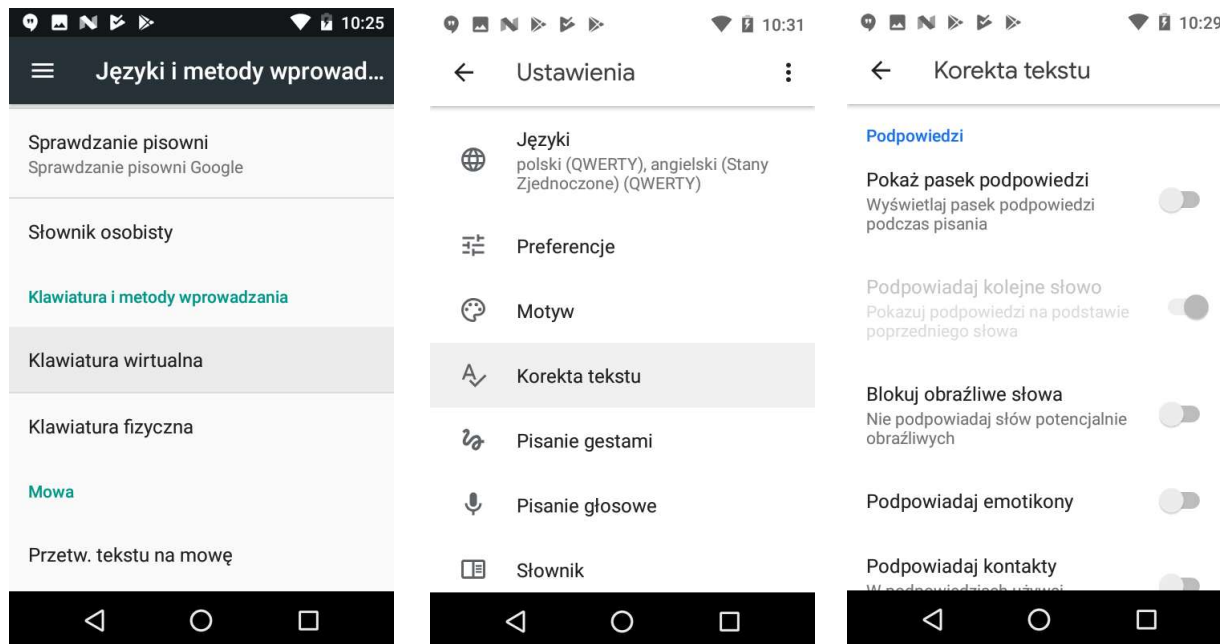 10:25
Języki i metody wprowad...
Sprawdzanie pisowni
Sprawdzanie pisowni Google
Słownik osobisty
Klawiatura i metody wprowadzania
Klawiatura wirtualna
Klawiatura fizyczna
Mowa
Przetw. tekstu na mowę
10:31
Ustawienia
Języki
polski (QWERTY), angielski (Stany
Zjednoczone) (QWERTY)
Preferencje
Motyw
Korekta tekstu
Pisanie gestami
Pisanie głosowe
Słownik
10:29
Korekta tekstu
Podpowiedzi
Pokaż pasek podpowiedzi
Wyświetlaj pasek podpowiedzi
podczas pisania
Podpowiadaj kolejne słowo
Pokazuj podpowiedzi na podstawie
poprzedniego słowa
Blokuj obraźliwe słowa
Nie podpowiadaj słów potencjalnie
obraźliwych
Podpowiadaj emotikony
Podpowiadaj kontakty
W podpowiedziach używaj